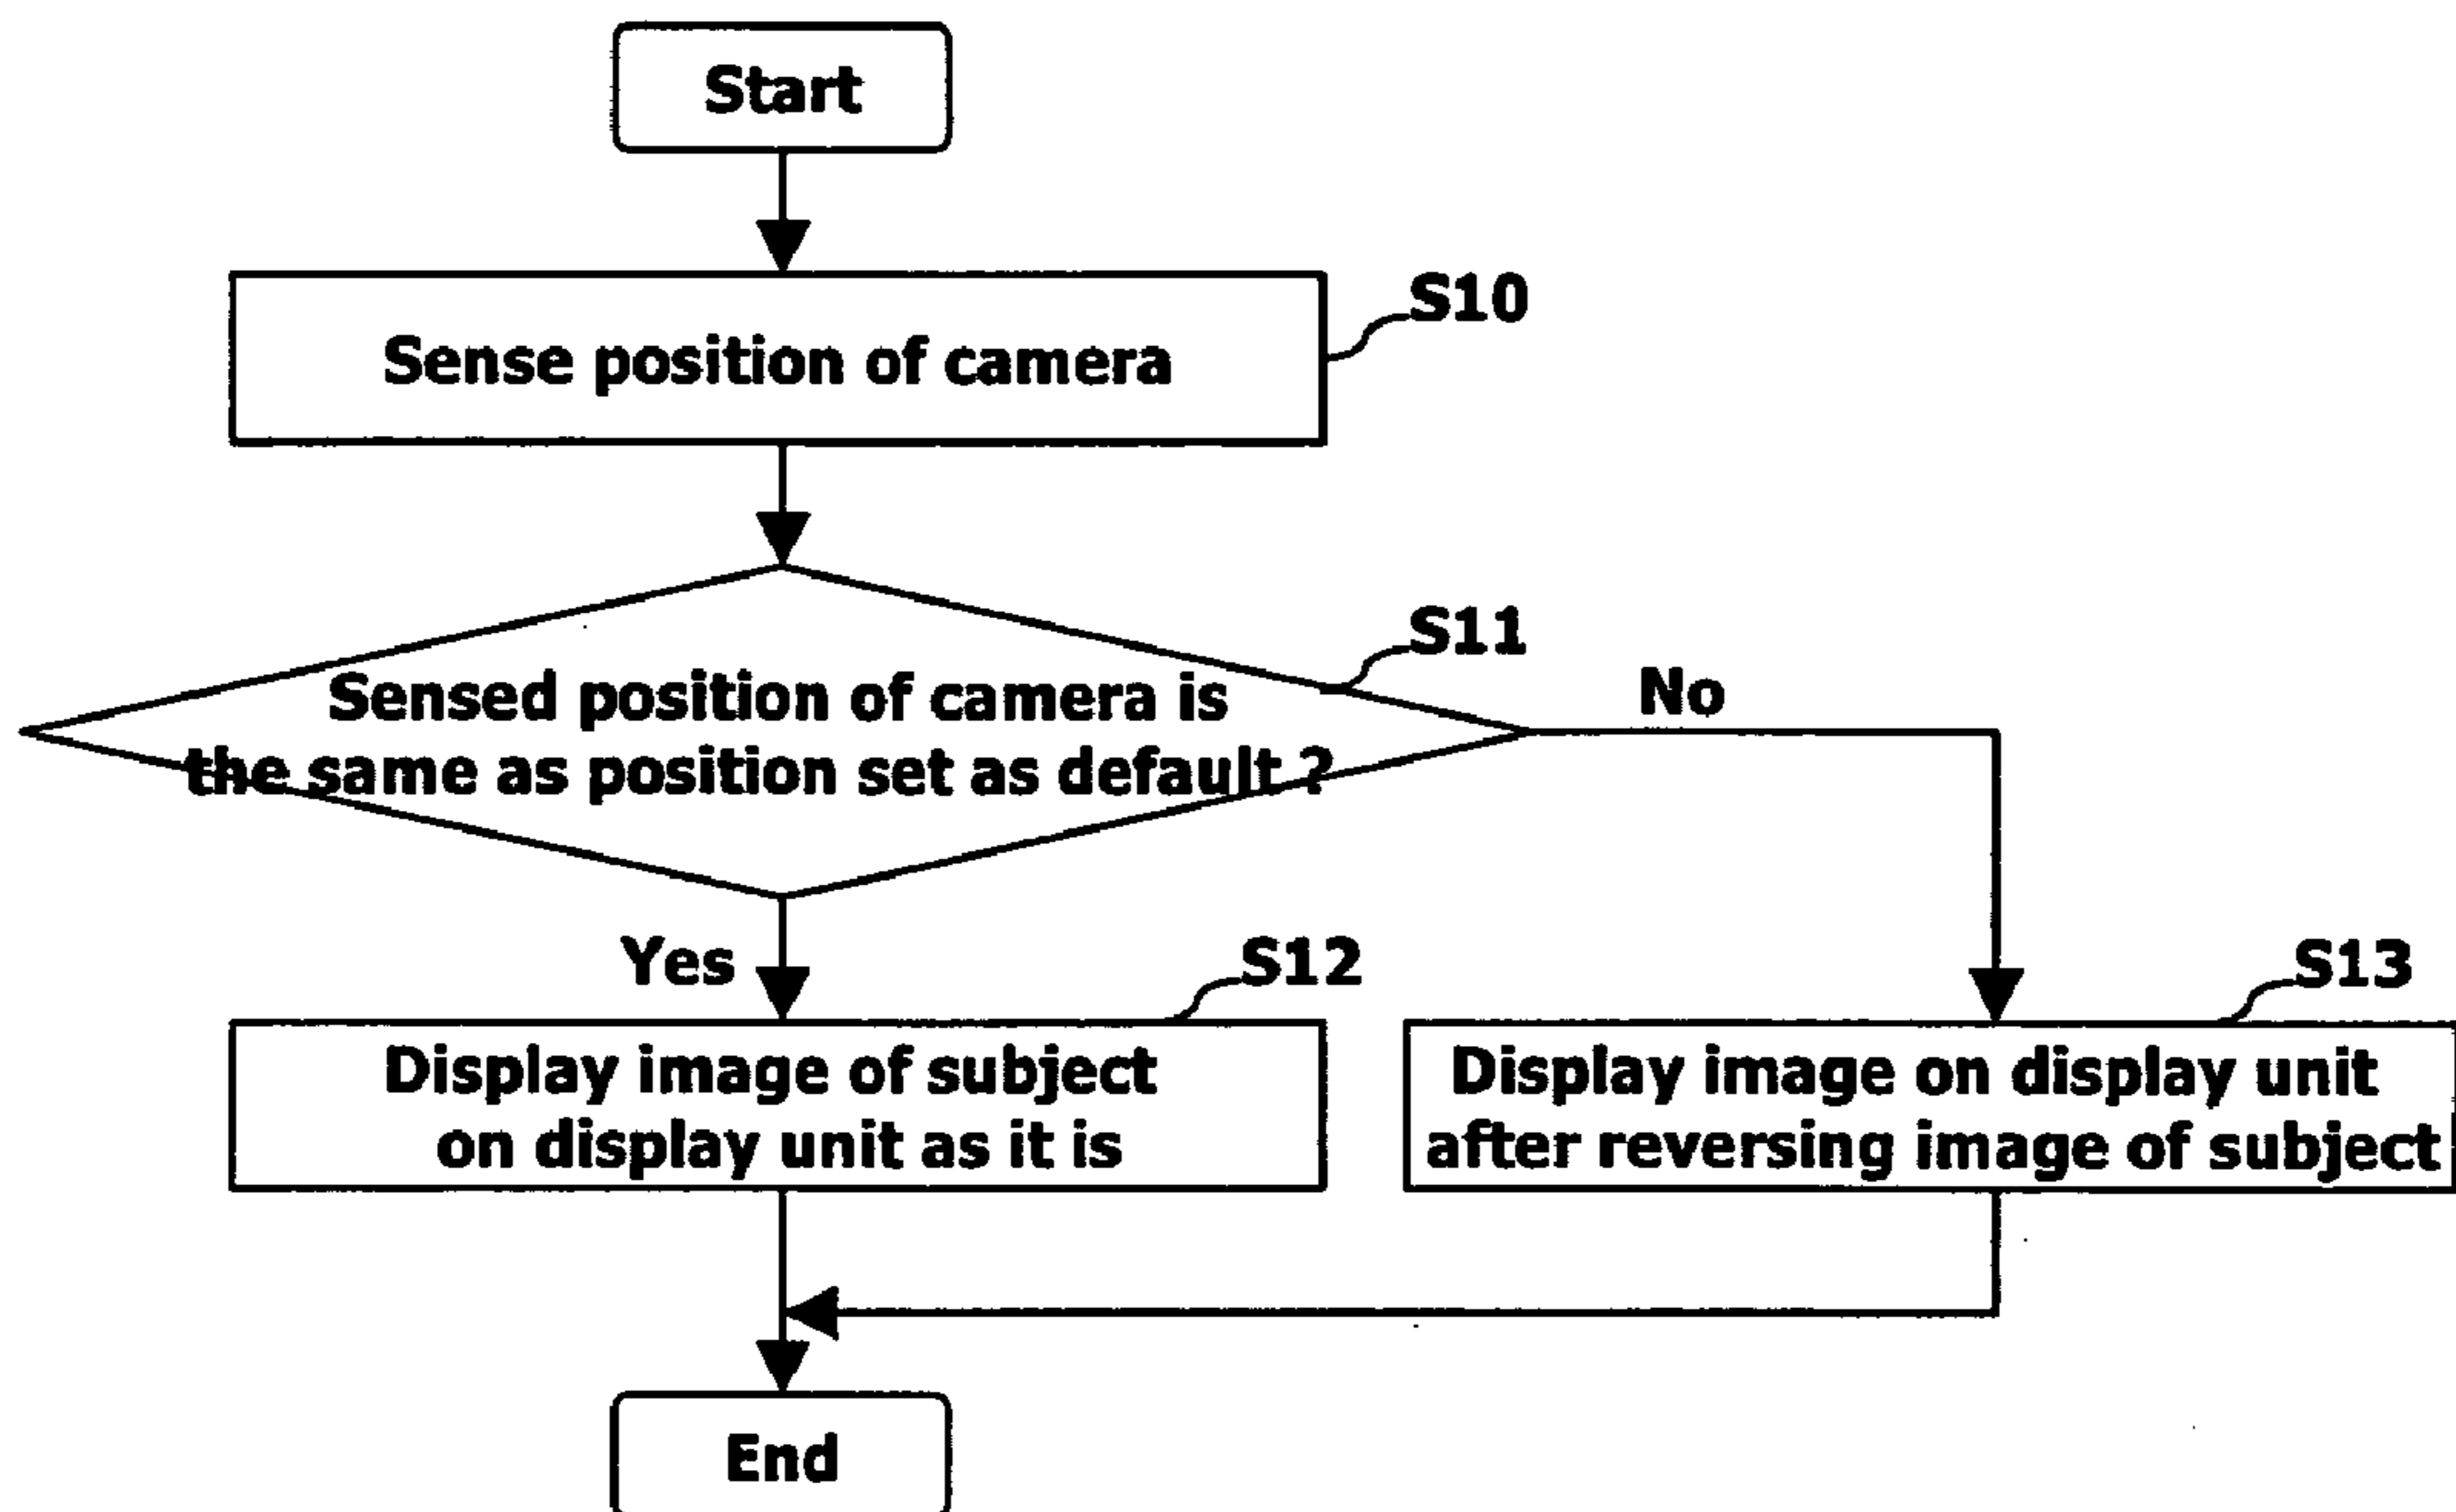 Start
S10
Sense position of camera
S11
Sensed position of camera is
the same as position set as default ?
No
Yes
S12
Display image of subject
on display unit as it is
S13
Display image on display unit
after reversing image of subject
End